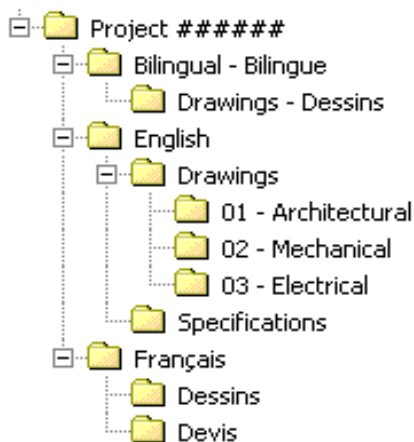 Project ######
Bilingual - Bilingue
Drawings - Dessins
English
Drawings
01 - Architectural
02 - Mechanical
03 - Electrical
Specifications
Français
Dessins
Devis